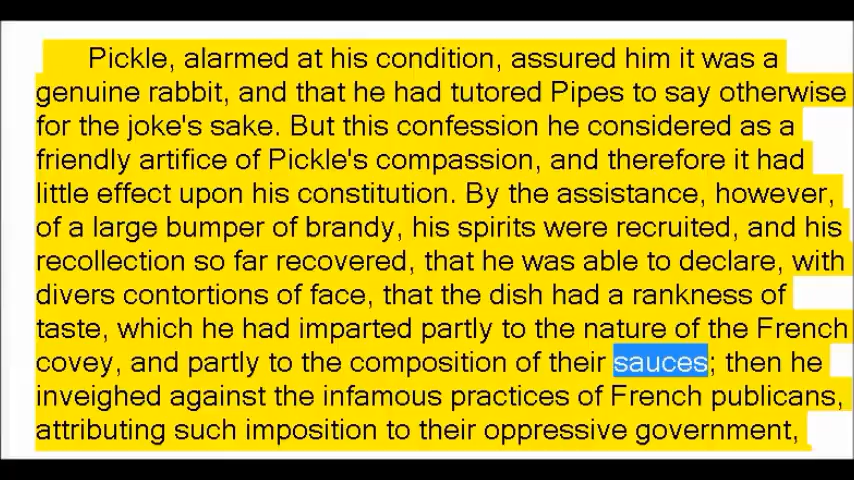 Pickle, alarmed at his condition, assured him it was a
genuine rabbit, and that he had tutored Pipes to say otherwise
for the joke's sake. But this confession he considered as a
friendly artifice of Pickle's compassion, and therefore it had
little effect upon his constitution. By the assistance, however,
of a large bumper of brandy, his spirits were recruited, and his
recollection so far recovered, that he was able to declare, with
divers contortions of face, that the dish had a rankness of
taste, which he had imparted partly to the nature of the French
covey, and partly to the composition of their sauces; then he
inveighed against the infamous practices of French publicans,
attributing such imposition to their oppressive government,